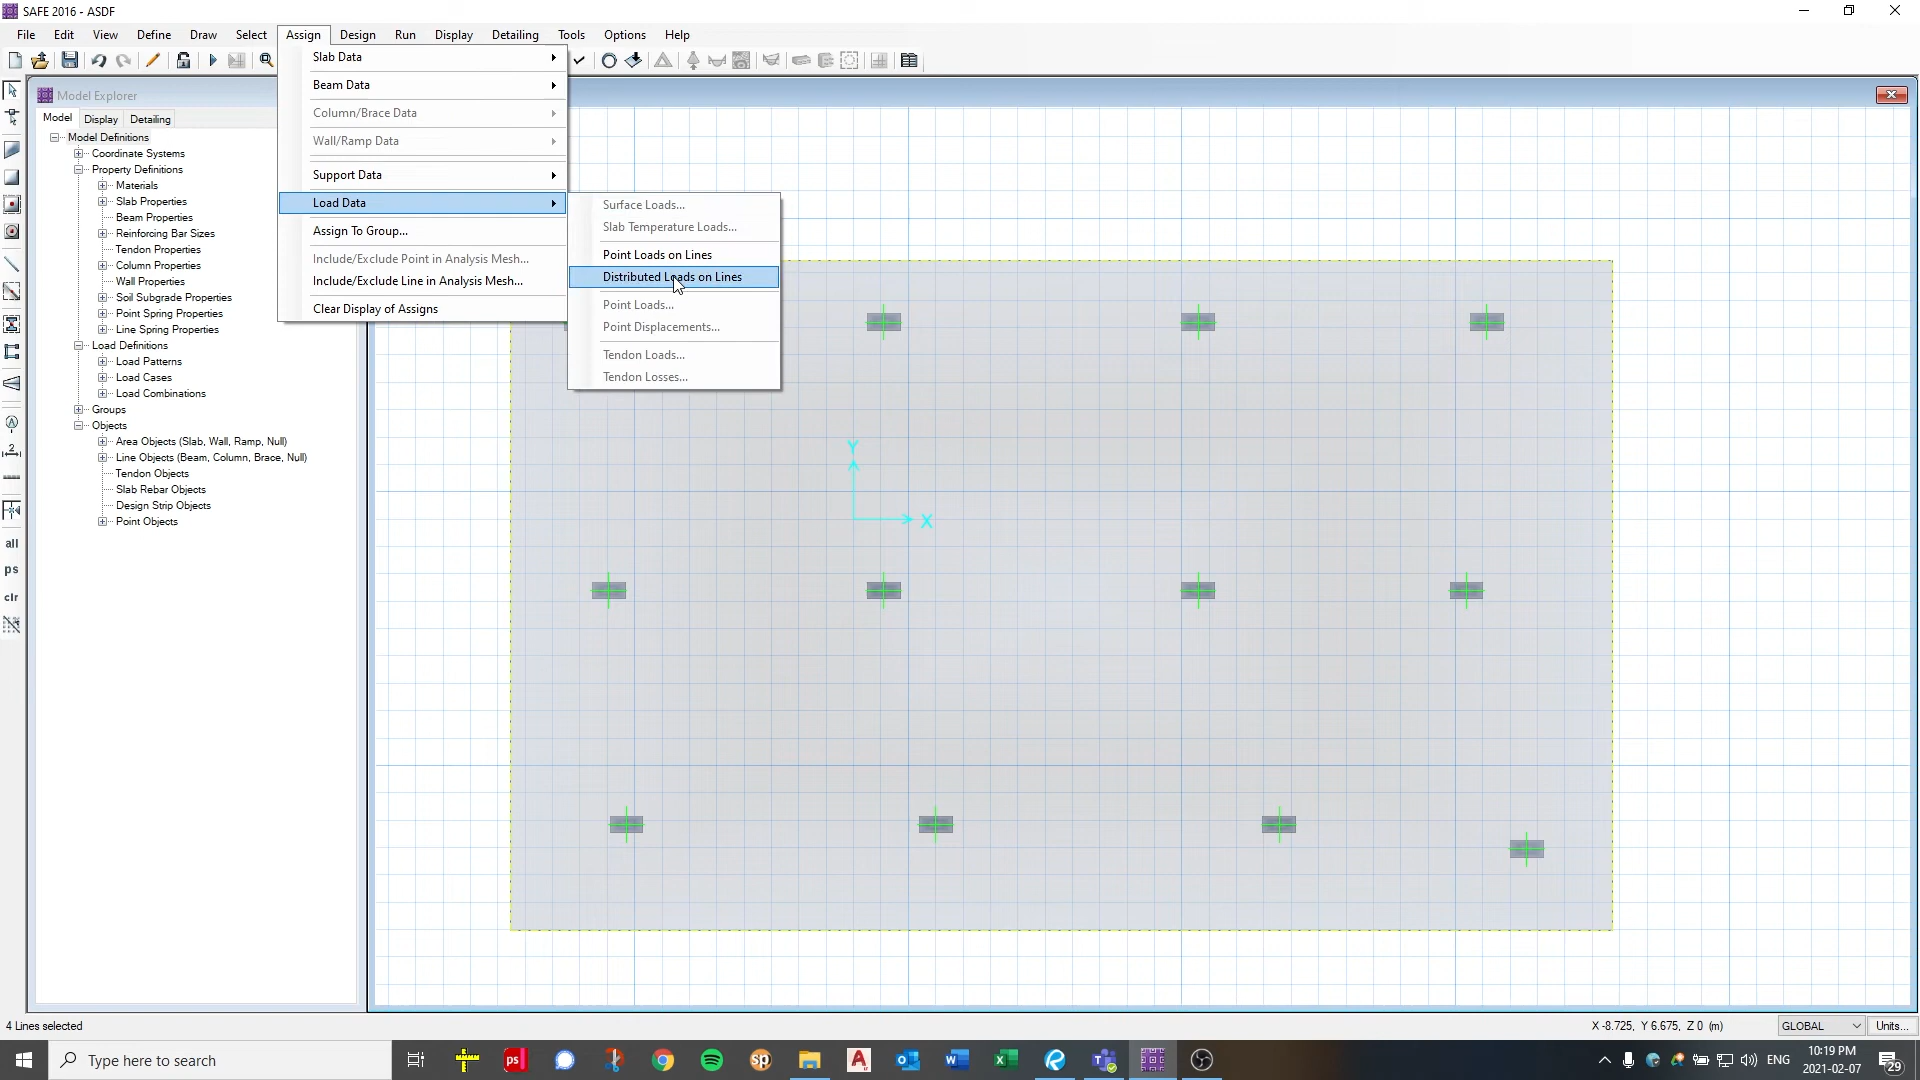 SAFE 2016 - ASDF
File Edit View Define Draw Select Assign Design Run Display Detailing Tools Options Help
Model Explorer
Model Display Detailing
Model Definitions
Coordinate Systems
Property Definitions
Materials
Slab Properties
Beam Properties
Reinforcing Bar Sizes
Tendon Properties
Column Properties
Wall Properties
Soil Subgrade Properties
Point Spring Properties
Line Spring Properties
Load Definitions
Load Patterns
Load Cases
Load Combinations
Groups
Objects
Area Objects (Slab, Wall, Ramp, Null)
Line Objects (Beam, Column, Brace, Null)
Tendon Objects
Slab Rebar Objects
Design Strip Objects
Point Objects
all
ps
clr
Slab Data
Beam Data
Column/Brace Data
Wall/Ramp Data
Support Data
Load Data
Assign To Group...
Include/Exclude Point in Analysis Mesh...
Include/Exclude Line in Analysis Mesh...
Clear Display of Assigns
Surface Loads...
Slab Temperature Loads...
Point Loads on Lines
Distributed Loads on Lines
Point Loads...
Point Displacements...
Tendon Loads...
Tendon Losses...
Y
X
4 Lines selected
X -8.725, Y 6.675, Z 0 (m)
GLOBAL
Units...
Type here to search
ENG
10:19 PM
2021-02-07
29